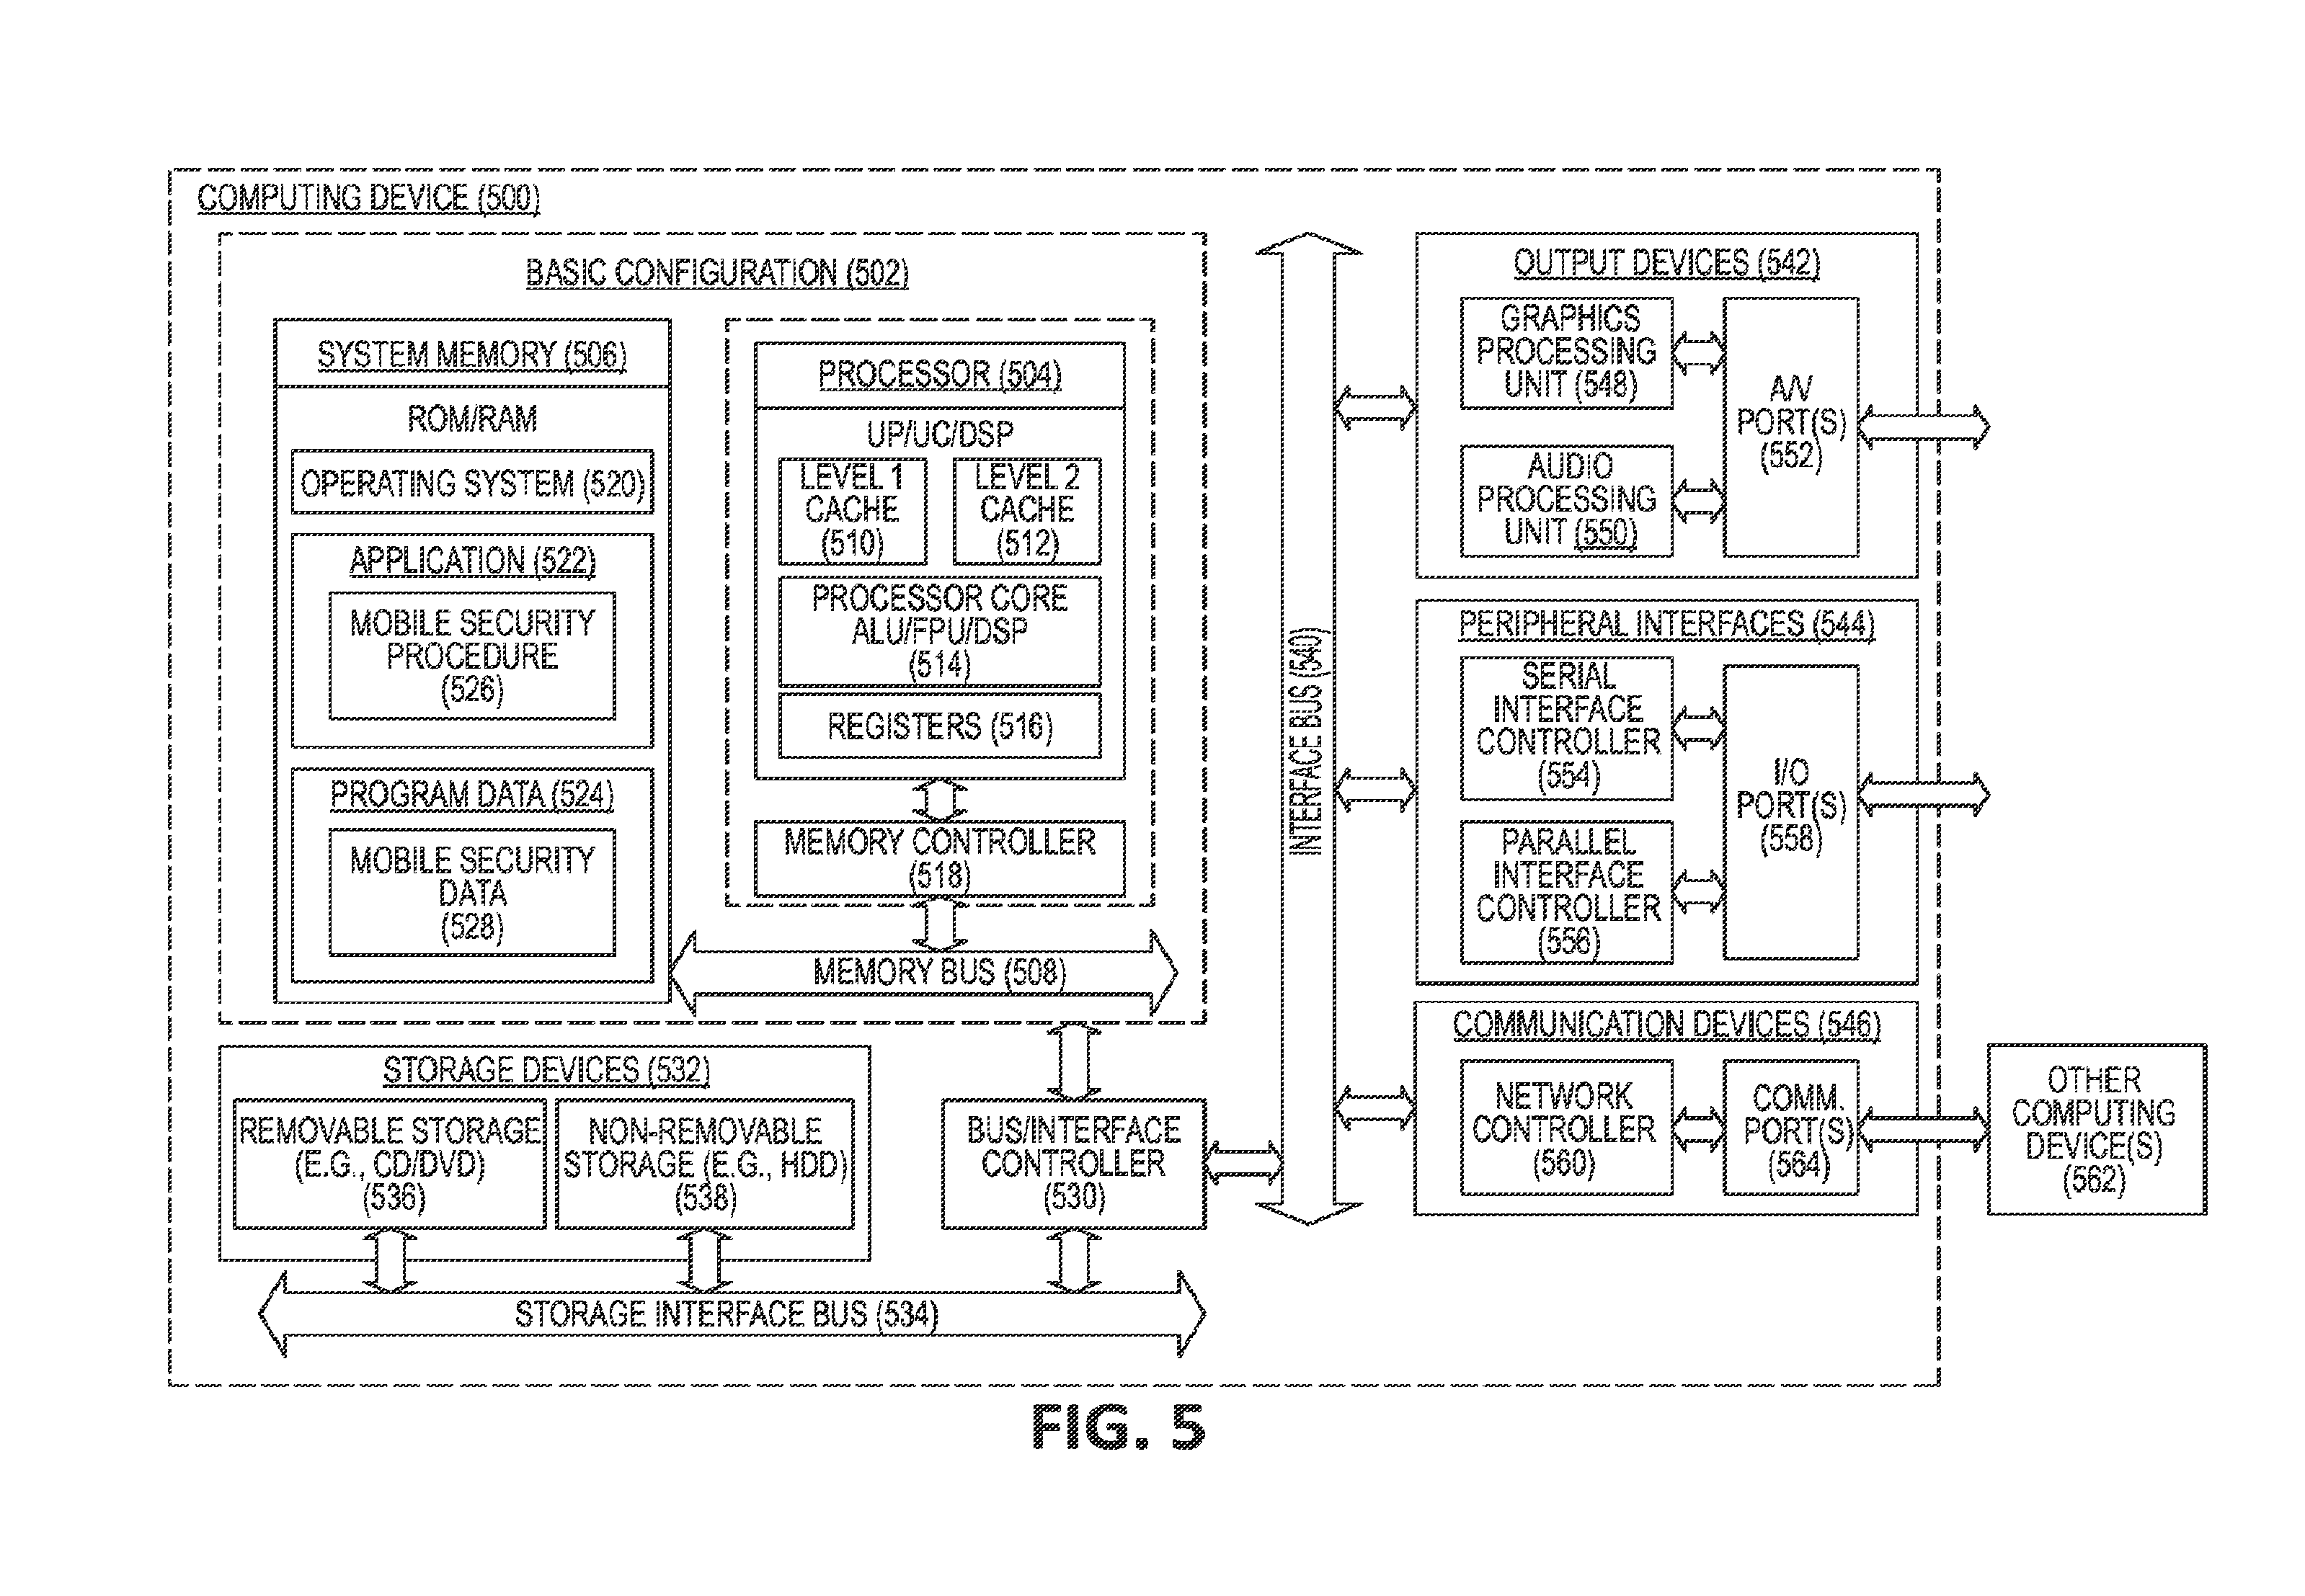 COMPUTING DEVICE (500)
BASIC CONFIGURATION (502)
SYSTEM MEMORY (506)
ROM/RAM
OPERATING SYSTEM (520)
APPLICATION (522)
MOBILE SECURITY
PROCEDURE
(526)
PROGRAM DATA (524)
MOBILE SECURITY
DATA
(528)
PROCESSOR (504)
UP/UC/DSP
LEVEL 1
CACHE
(510)
LEVEL 2
CACHE
(512)
PROCESSOR CORE
ALU/FPU/DSP
(514)
REGISTERS (516)
MEMORY CONTROLLER
(518)
MEMORY BUS (508)
STORAGE DEVICES (532)
REMOVABLE STORAGE
(E.G., CD/DVD)
(536)
NON-REMOVABLE
STORAGE (E.G., HDD)
(538)
BUS/INTERFACE
CONTROLLER
(530)
STORAGE INTERFACE BUS (534)
INTERFACE BUS (540)
OUTPUT DEVICES (542)
GRAPHICS
PROCESSING
UNIT (548)
AUDIO
PROCESSING
UNIT (550)
A/V
PORT(S)
(552)
PERIPHERAL INTERFACES (544)
SERIAL
INTERFACE
CONTROLLER
(554)
PARALLEL
INTERFACE
CONTROLLER
(556)
I/O
PORT(S)
(558)
COMMUNICATION DEVICES (546)
NETWORK
CONTROLLER
(560)
COMM.
PORT(S)
(564)
OTHER
COMPUTING
DEVICE(S)
(562)
FIG. 5